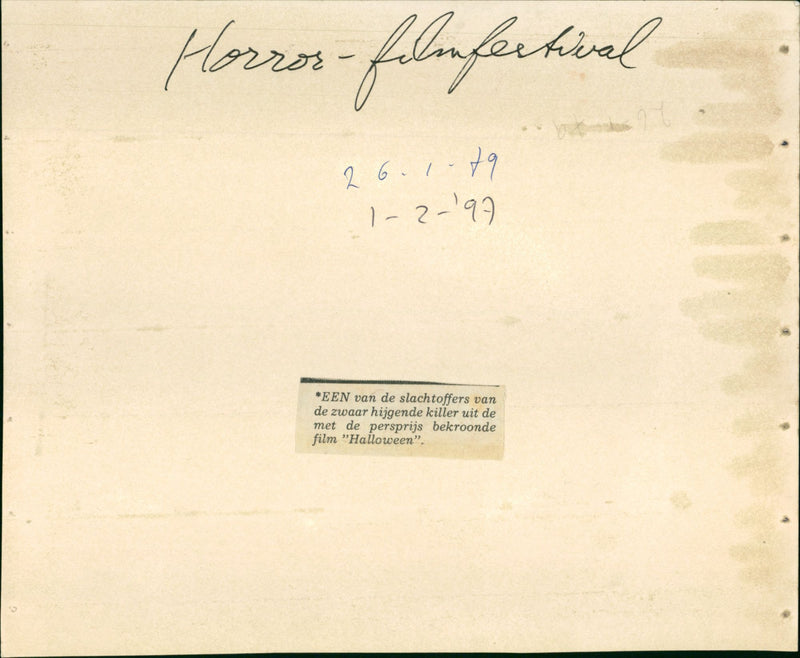 Horror-filmfestival
26-1-79
1-2-'97
*EEN van de slachtoffers van
de zwaar hijgende killer uit de
met de persprijs bekroonde
film "Halloween".